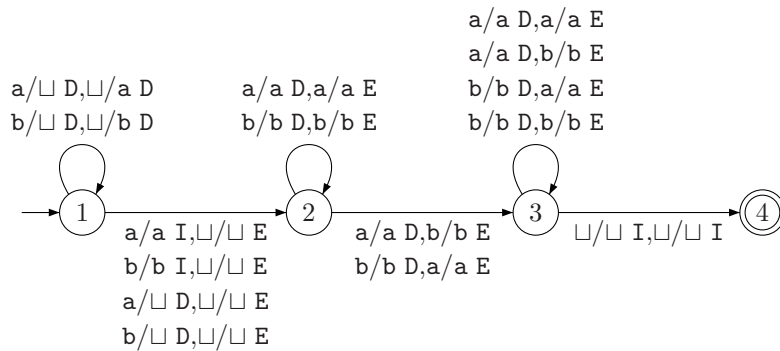 a/a D,a/a E
a/a D,b/b E
b/b D,a/a E
b/b D,b/b E
a/⊔ D,⊔/a D
b/⊔ D,⊔/b D
a/a D,a/a E
b/b D,b/b E
1
2
3
4
a/a I,⊔/⊔ E
b/b I,⊔/⊔ E
a/⊔ D,⊔/⊔ E
b/⊔ D,⊔/⊔ E
a/a D,b/b E
b/b D,a/a E
⊔/⊔ I,⊔/⊔ I